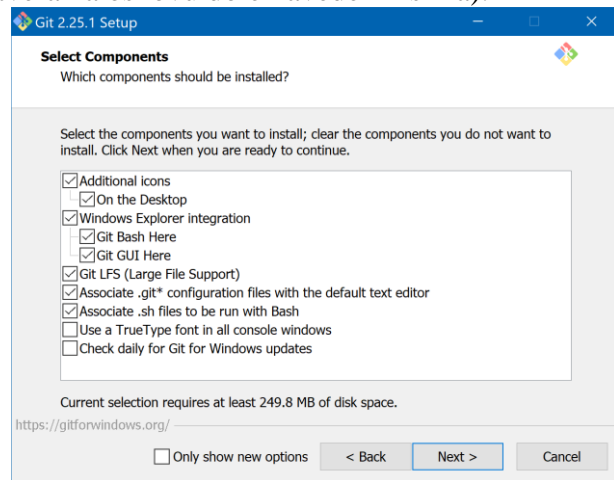 Git 2.25.1 Setup
Select Components
Which components should be installed?
Select the components you want to install; clear the components you do not want to
install. Click Next when you are ready to continue.
Additional icons
On the Desktop
Windows Explorer integration
Git Bash Here
Git GUI Here
Git LFS (Large File Support)
Associate .git* configuration files with the default text editor
Associate .sh files to be run with Bash
Use a TrueType font in all console windows
Check daily for Git for Windows updates
Current selection requires at least 249.8 MB of disk space.
https://gitforwindows.org/
Only show new options < Back Next > Cancel